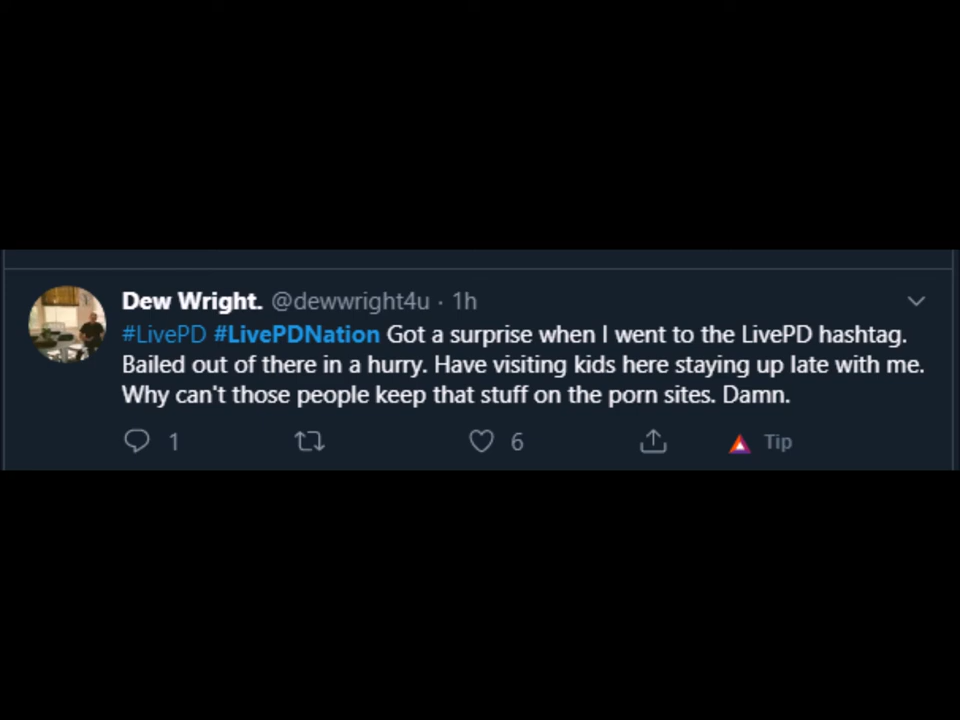 Dew Wright. @dewwright4u · 1h
#LivePD #LivePDNation Got a surprise when I went to the LivePD hashtag.
Bailed out of there in a hurry. Have visiting kids here staying up late with me.
Why can't those people keep that stuff on the porn sites. Damn.
1 6 Tip